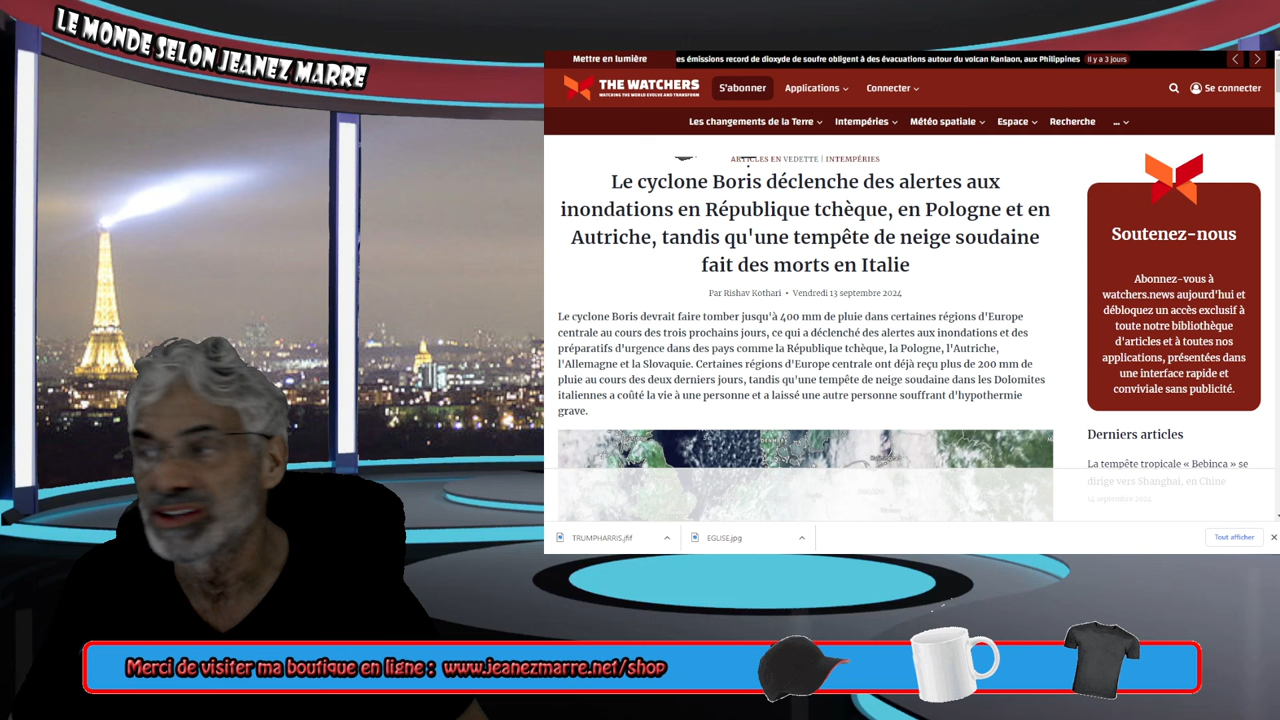 LE MONDE SELON JEANEZ MARRE
Mettre en lumière
es émissions record de dioxyde de soufre obligent à des évacuations autour du volcan Kanlaon, aux Philippines
Il y a 3 jours
THE WATCHERS
WATCHING THE WORLD EVOLVE AND TRANSFORM
S'abonner
Applications
Connecter
Se connecter
Les changements de la Terre
Intempéries
Météo spatiale
Espace
Recherche
...
ARTICLES EN VEDETTE | INTEMPÉRIES
Le cyclone Boris déclenche des alertes aux
inondations en République tchèque, en Pologne et en
Autriche, tandis qu'une tempête de neige soudaine
fait des morts en Italie
Par Rishav Kothari • Vendredi 13 septembre 2024
Le cyclone Boris devrait faire tomber jusqu'à 400 mm de pluie dans certaines régions d'Europe
centrale au cours des trois prochains jours, ce qui a déclenché des alertes aux inondations et des
préparatifs d'urgence dans des pays comme la République tchèque, la Pologne, l'Autriche,
l'Allemagne et la Slovaquie. Certaines régions d'Europe centrale ont déjà reçu plus de 200 mm de
pluie au cours des deux derniers jours, tandis qu'une tempête de neige soudaine dans les Dolomites
italiennes a coûté la vie à une personne et a laissé une autre personne souffrant d'hypothermie
grave.
DENMARK
Soutenez-nous
Abonnez-vous à
watchers.news aujourd'hui et
débloquez un accès exclusif à
toute notre bibliothèque
d'articles et à toutes nos
applications, présentées dans
une interface rapide et
conviviale sans publicité.
Derniers articles
La tempête tropicale « Bebinca » se
dirige vers Shanghai, en Chine
14 septembre 2024
TRUMPHARRIS.jfif
EGLISE.jpg
Tout afficher
Merci de visiter ma boutique en ligne : www.jeanezmarre.net/shop